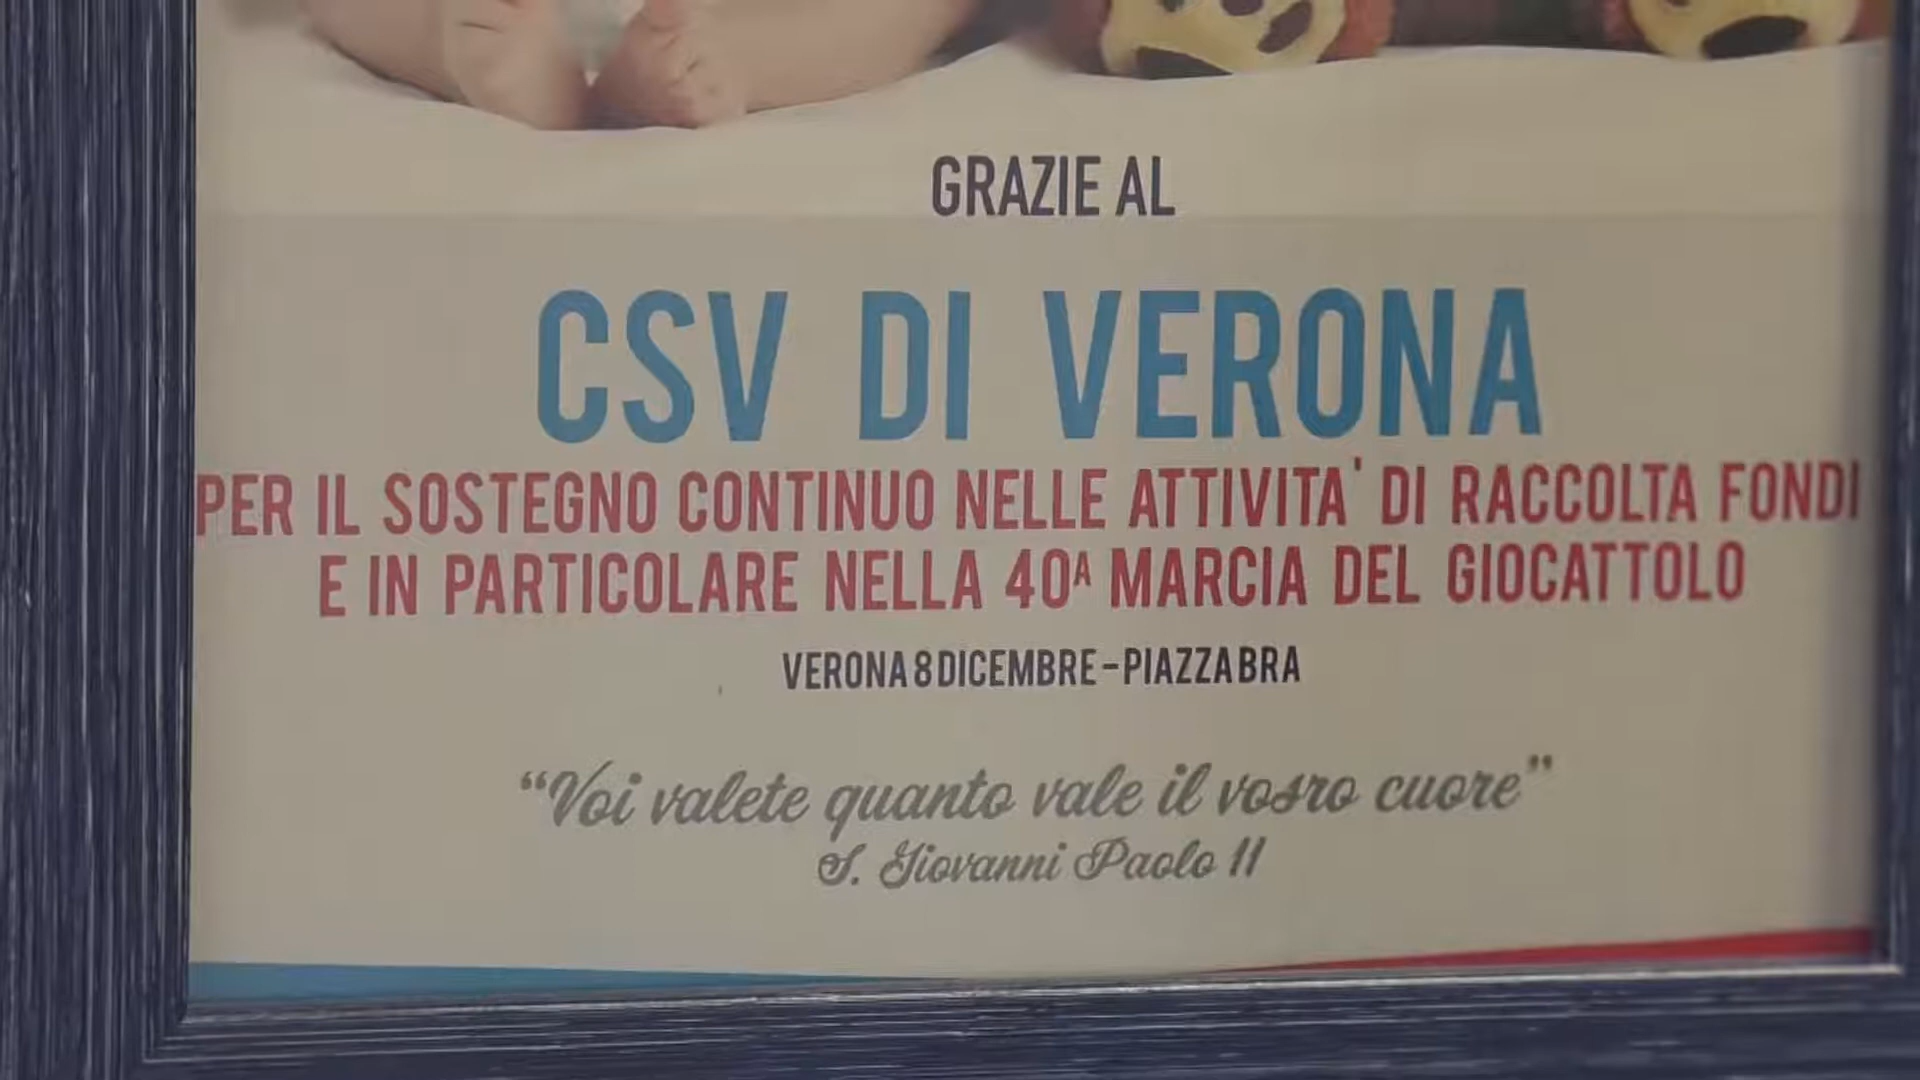 GRAZIE AL
CSV DI VERONA
PER IL SOSTEGNO CONTINUO NELLE ATTIVITA' DI RACCOLTA FONDI
E IN PARTICOLARE NELLA 40ᴬ MARCIA DEL GIOCATTOLO
VERONA 8 DICEMBRE - PIAZZA BRA
“Voi valete quanto vale il vosro cuore”
S. Giovanni Paolo II